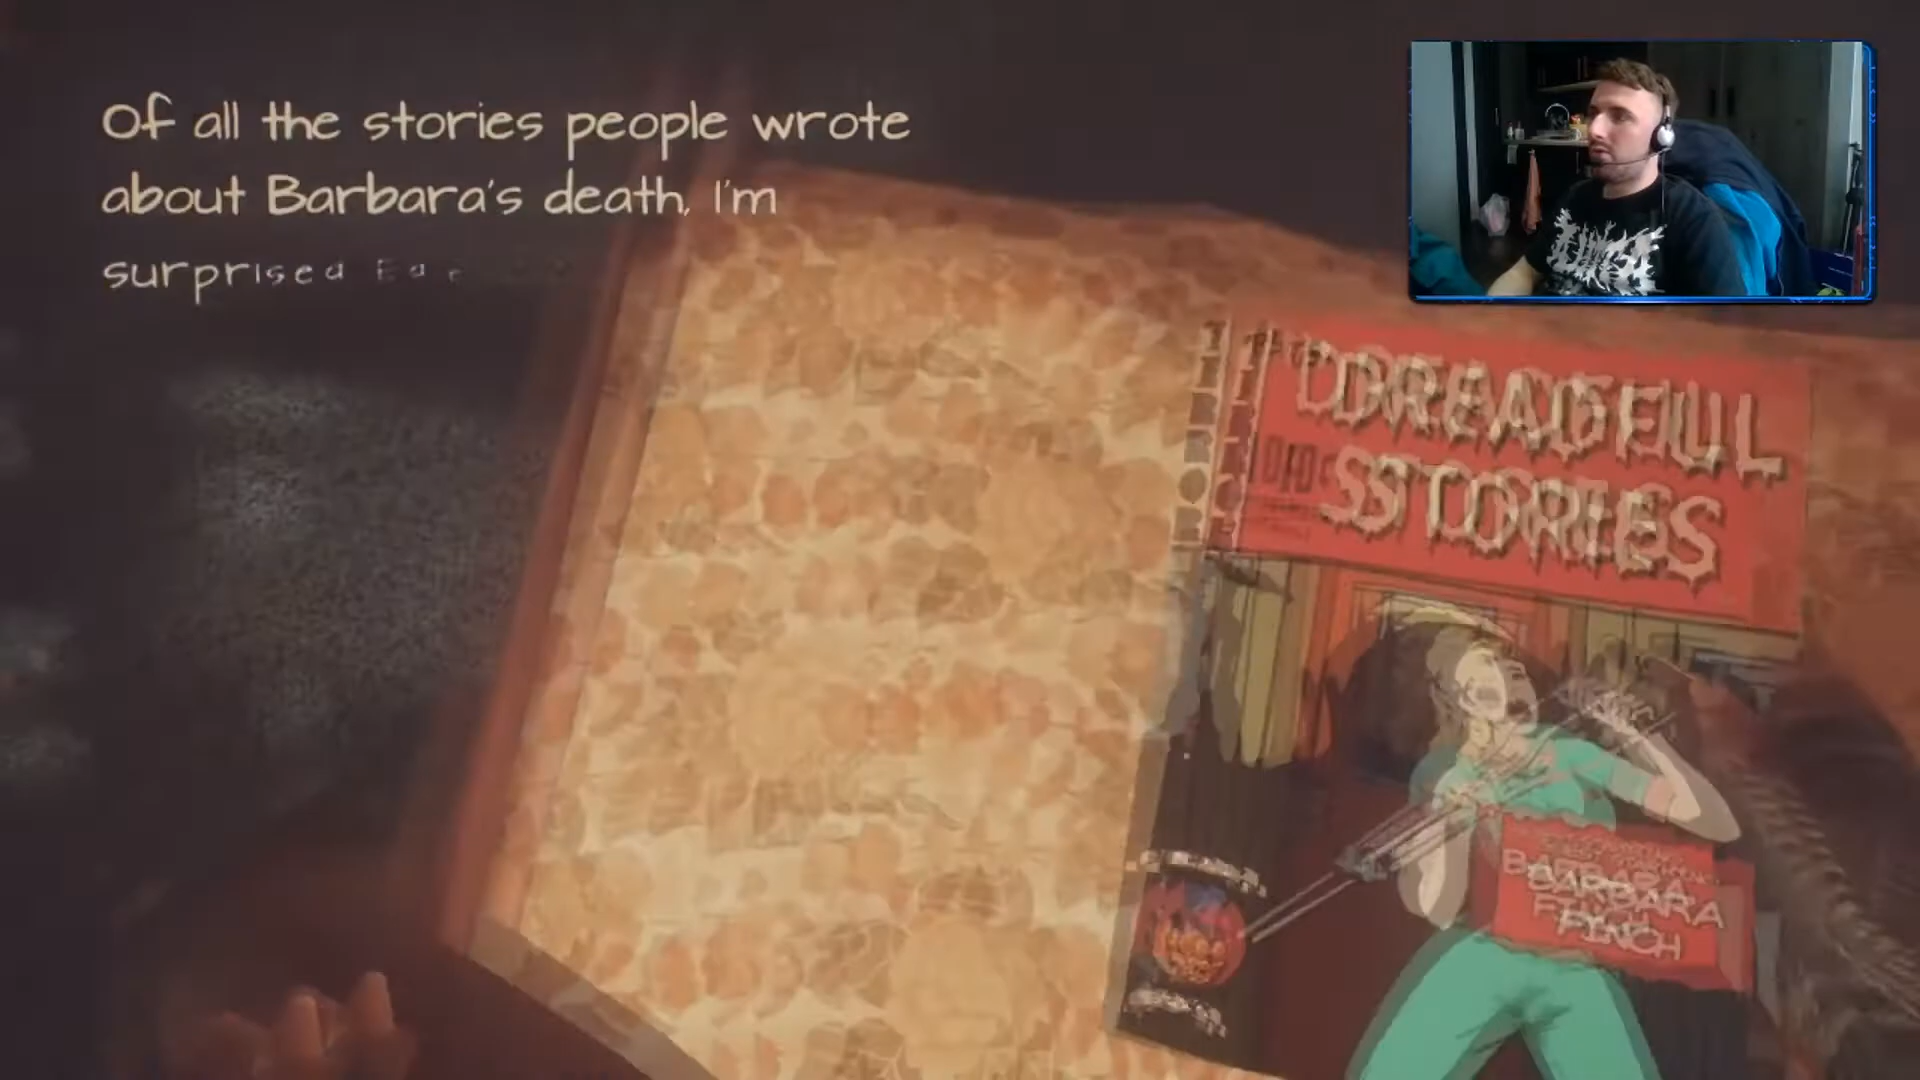 Of all the stories people wrote
about Barbara's death, I'm
surprised
DREADFUL
STORIES
BARBARA
FINCH